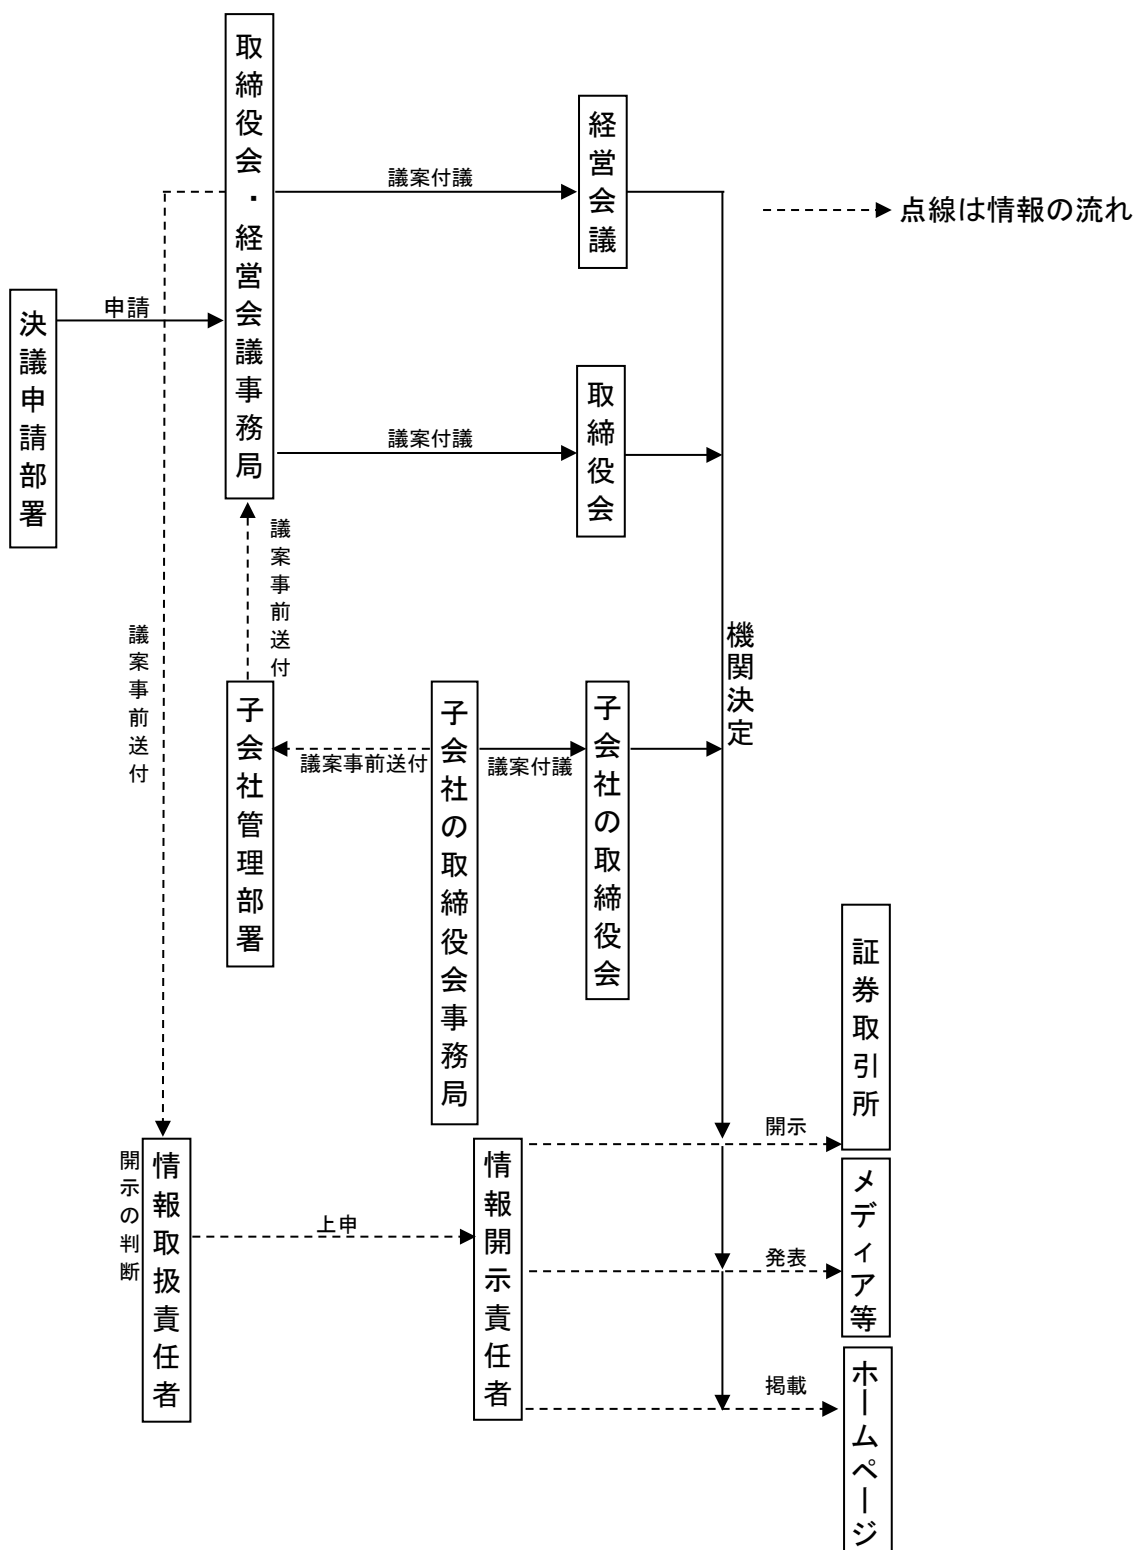 取締役会・経営会議事務局
経営会議
議案付議
点線は情報の流れ
決議申請部署
申請
取締役会
議案付議
議案事前送付
議案事前送付
機関決定
子会社管理部署
子会社の取締役会事務局
子会社の取締役会
議案事前送付
議案付議
証券取引所
開示
情報取扱責任者
開示の判断
情報開示責任者
上申
メディア等
発表
ホームページ
掲載